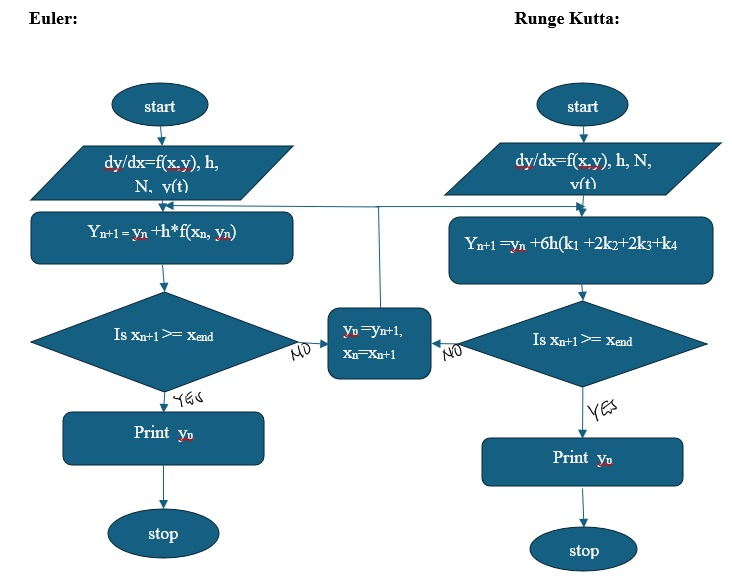 Euler:
Runge Kutta:
start
dy/dx=f(x,y), h,
N, y(t)
Yn+1 = yn +h*f(xn, yn)
Is xn+1 >= xend
NO
YES
Print yn
stop
yn =yn+1,
xn=xn+1
start
dy/dx=f(x,y), h, N,
y(t)
Yn+1 =yn +6h(k1 +2k2+2k3+k4
Is xn+1 >= xend
NO
YES
Print yn
stop